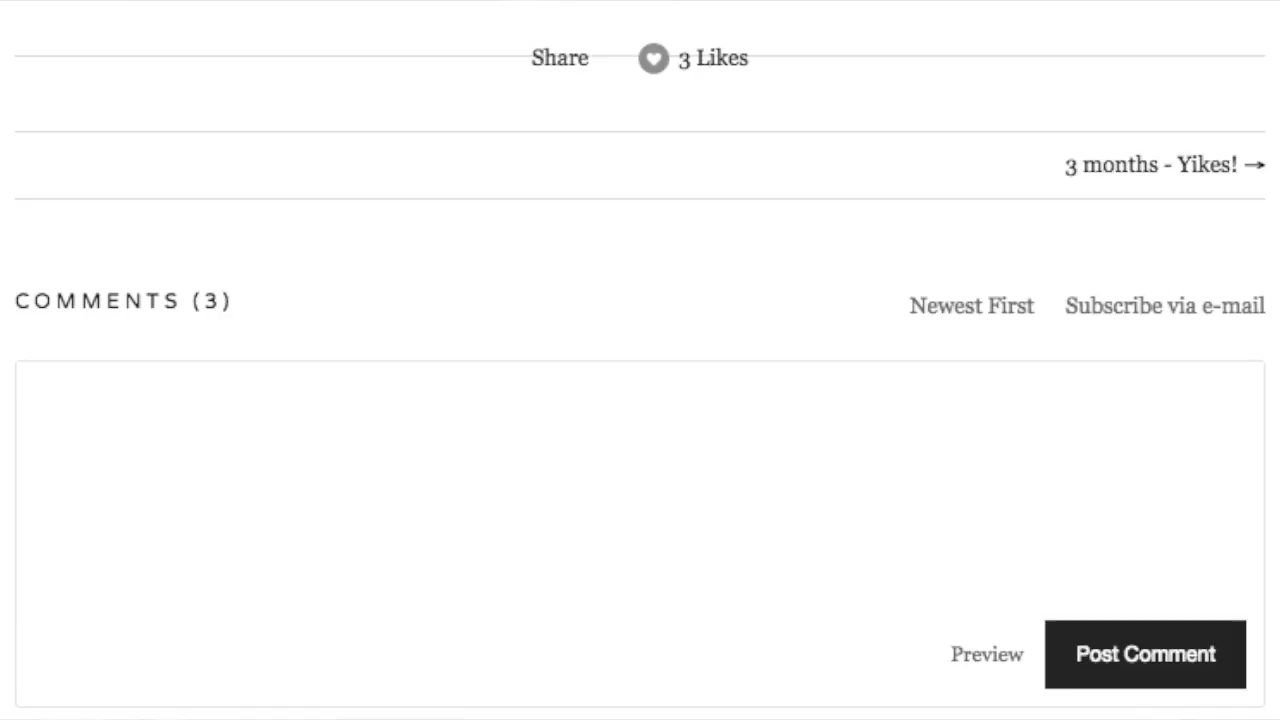 Share 3 Likes
3 months - Yikes! →
COMMENTS (3)
Newest First Subscribe via e-mail
Preview Post Comment